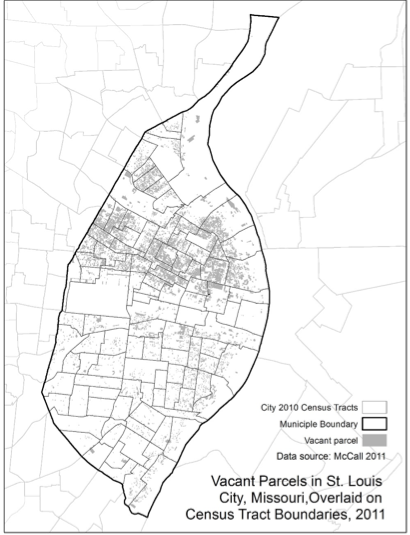 City 2010 Census Tracts
Municiple Boundary
Vacant parcel
Data source: McCall 2011
Vacant Parcels in St. Louis
City, Missouri,Overlaid on
Census Tract Boundaries, 2011